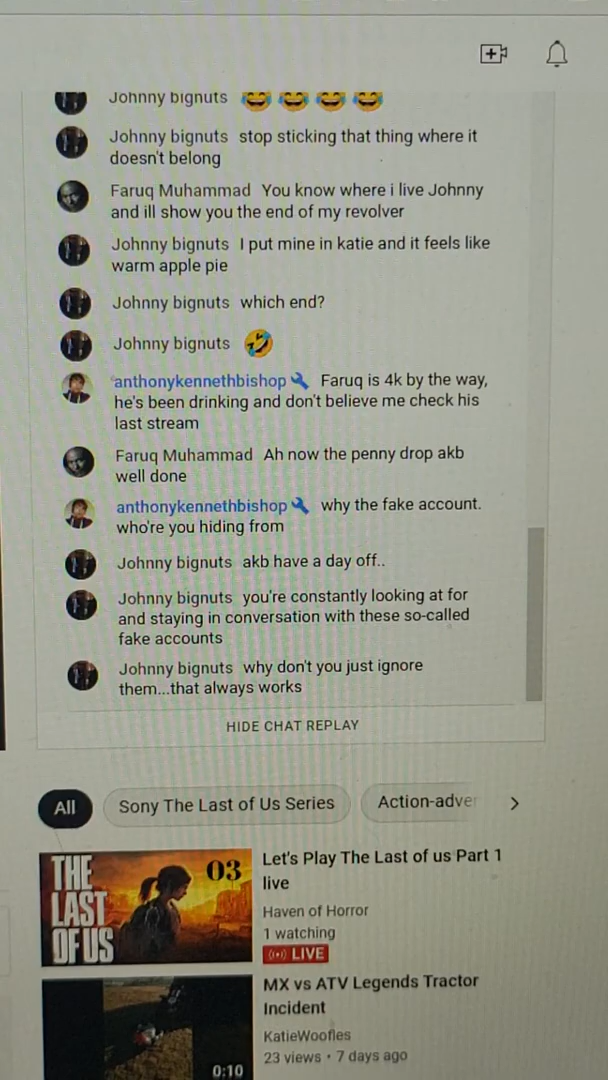 Johnny bignuts 😂😂😂😂
Johnny bignuts stop sticking that thing where it
doesn't belong
Faruq Muhammad You know where i live Johnny
and ill show you the end of my revolver
Johnny bignuts I put mine in katie and it feels like
warm apple pie
Johnny bignuts which end?
Johnny bignuts 🤣
anthonykennethbishop Faruq is 4k by the way,
he's been drinking and don't believe me check his
last stream
Faruq Muhammad Ah now the penny drop akb
well done
anthonykennethbishop why the fake account.
who're you hiding from
Johnny bignuts akb have a day off..
Johnny bignuts you're constantly looking at for
and staying in conversation with these so-called
fake accounts
Johnny bignuts why don't you just ignore
them...that always works
HIDE CHAT REPLAY
All Sony The Last of Us Series Action-adve
THE
LAST
OF US
03
Let's Play The Last of us Part 1
live
Haven of Horror
1 watching
LIVE
MX vs ATV Legends Tractor
Incident
KatieWoofles
23 views • 7 days ago
0:10